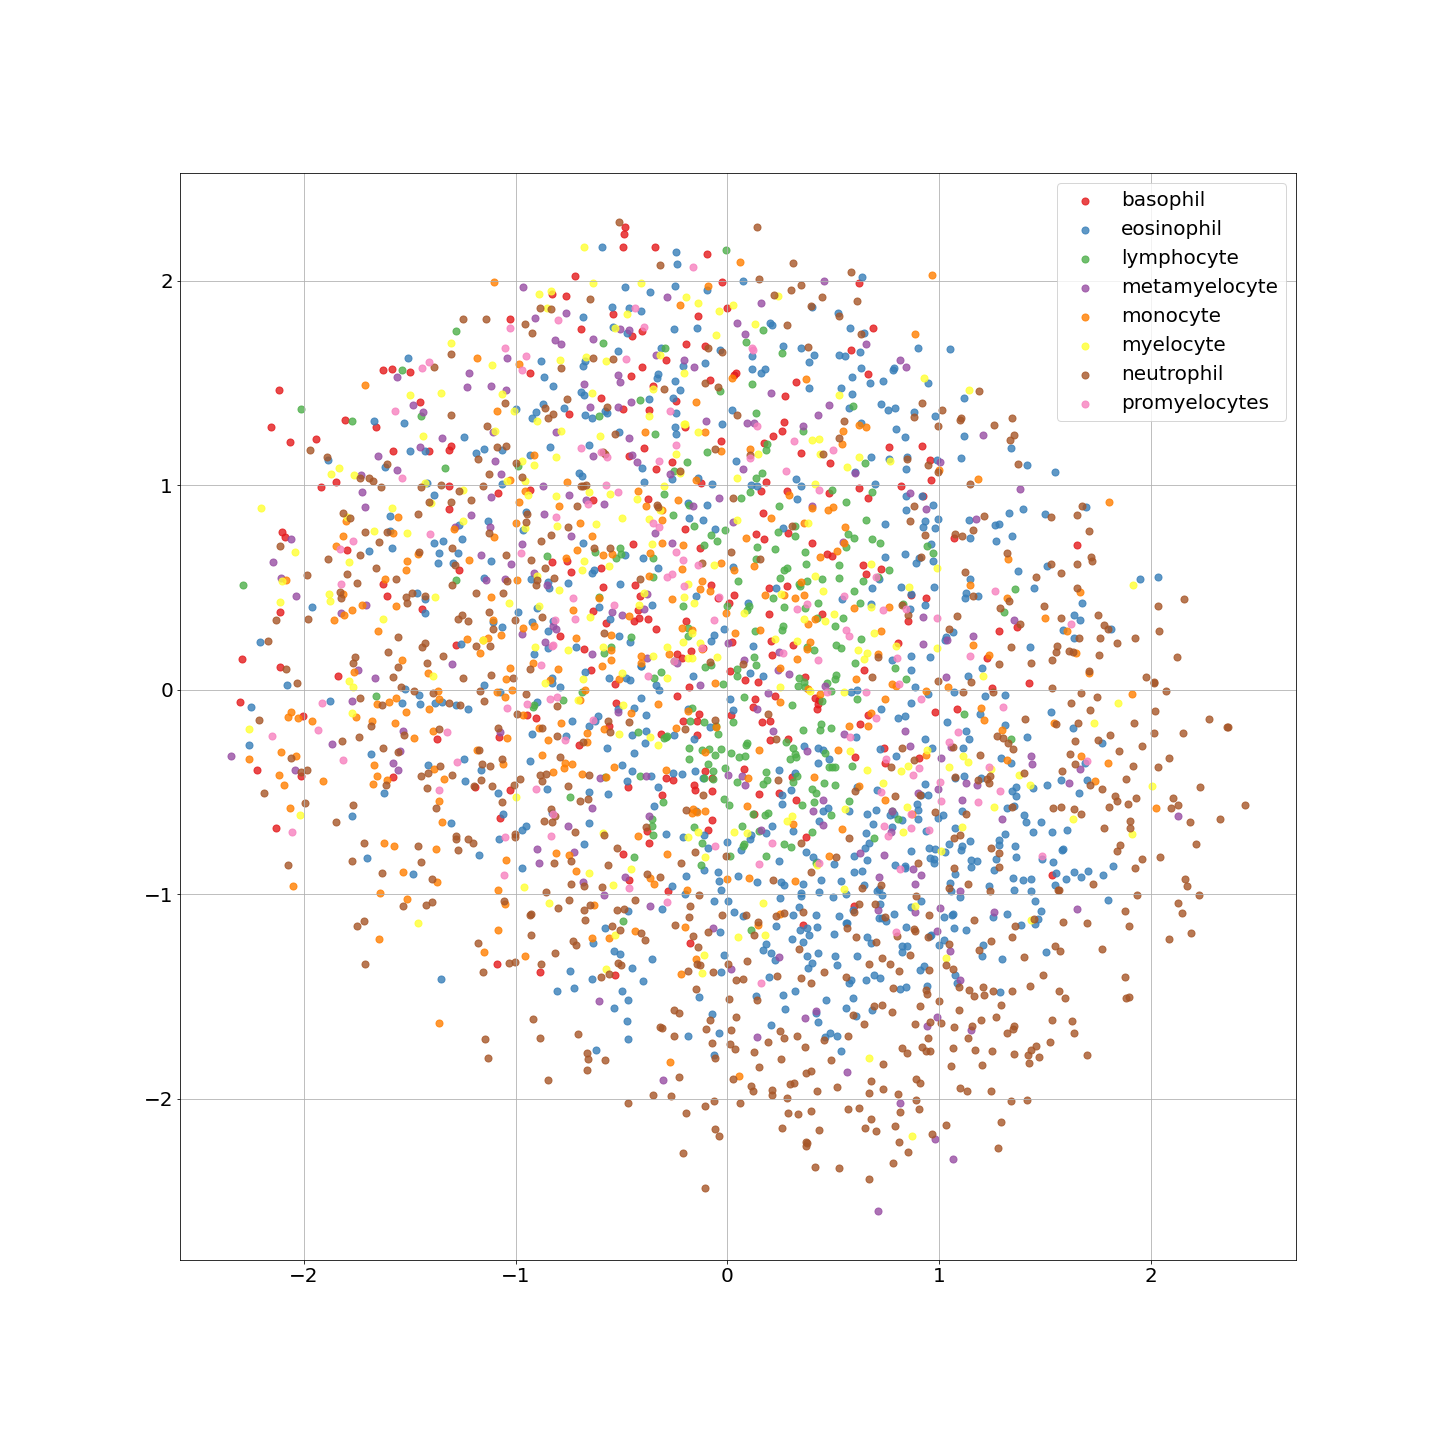 basophil
eosinophil
lymphocyte
metamyelocyte
monocyte
myelocyte
neutrophil
promyelocytes
2
1
0
−1
−2
−2 −1 0 1 2